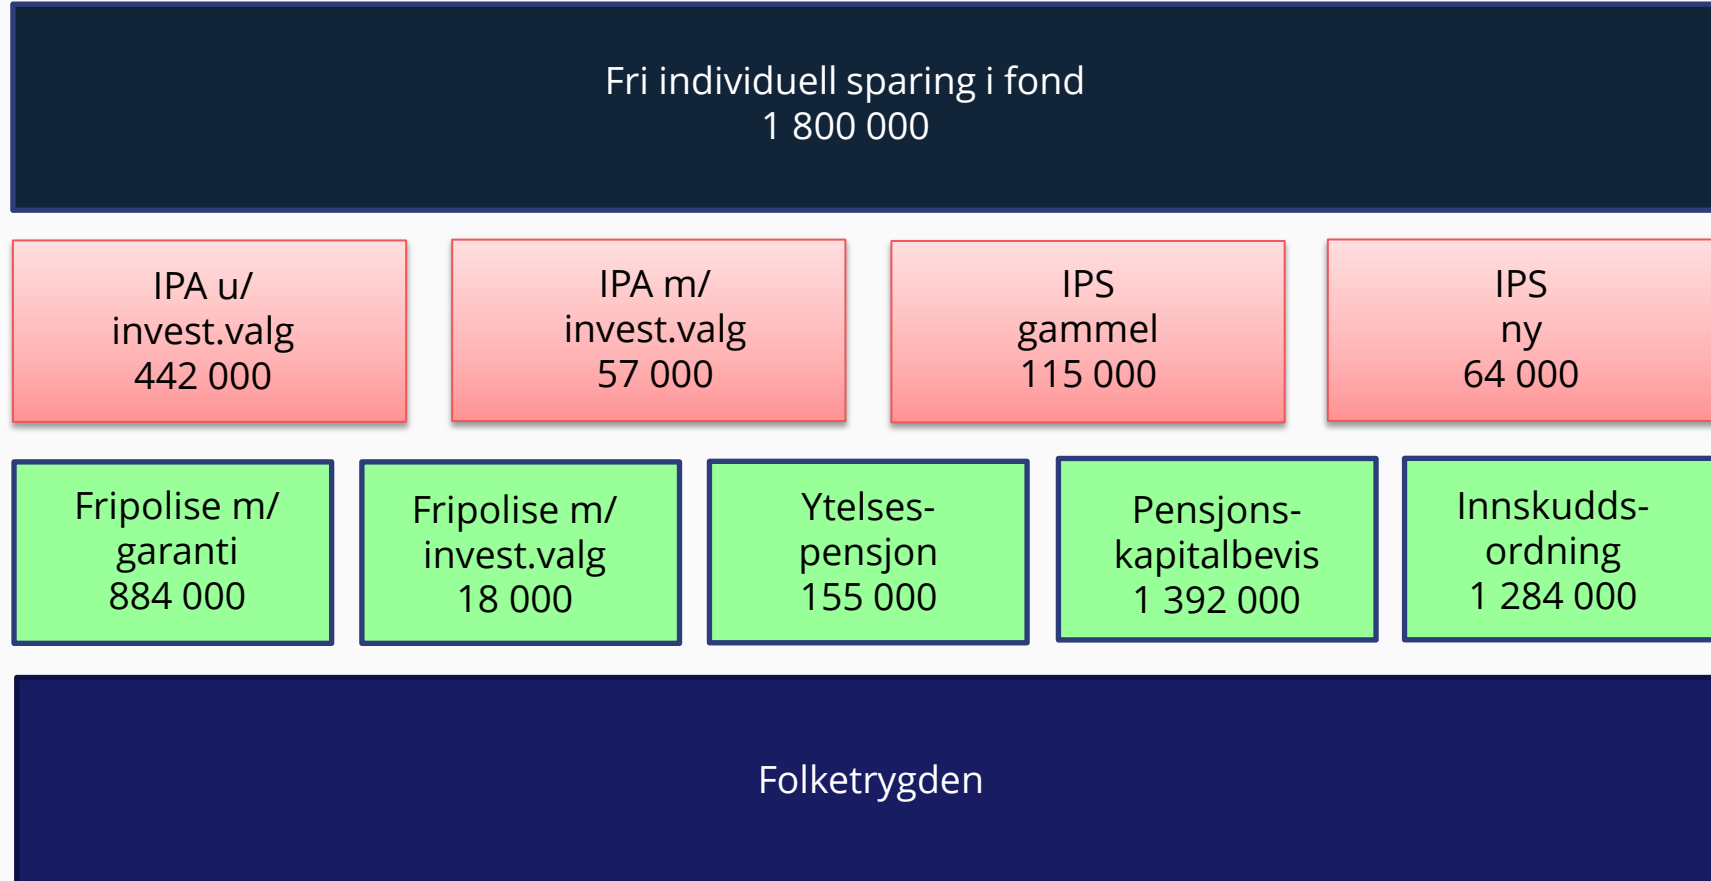 Fri individuell sparing i fond
1 800 000
IPA u/
invest.valg
442 000
IPA m/
invest.valg
57 000
IPS
gammel
115 000
IPS
ny
64 000
Fripolise m/
garanti
884 000
Fripolise m/
invest.valg
18 000
Ytelses-
pensjon
155 000
Pensjons-
kapitalbevis
1 392 000
Innskudds-
ordning
1 284 000
Folketrygden